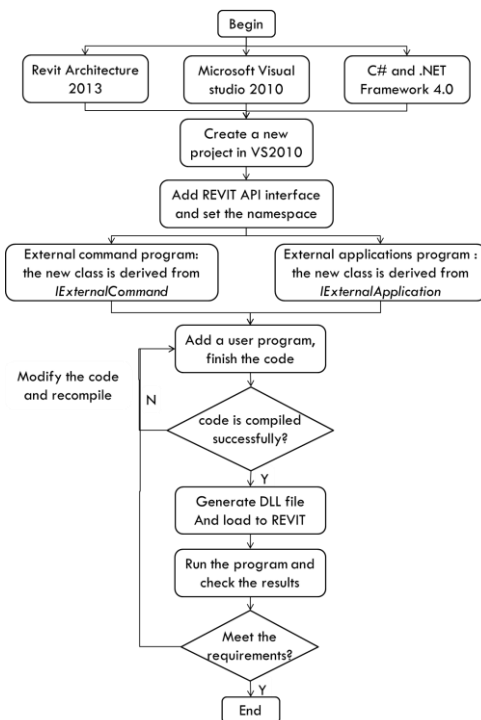 Begin
Revit Architecture
2013
Microsoft Visual
studio 2010
C# and .NET
Framework 4.0
Create a new
project in VS2010
Add REVIT API interface
and set the namespace
External command program:
the new class is derived from
IExternalCommand
External applications program :
the new class is derived from
IExternalApplication
Add a user program,
finish the code
Modify the code
and recompile
N
code is compiled
successfully?
Y
Generate DLL file
And load to REVIT
Run the program and
check the results
Meet the
requirements?
Y
End